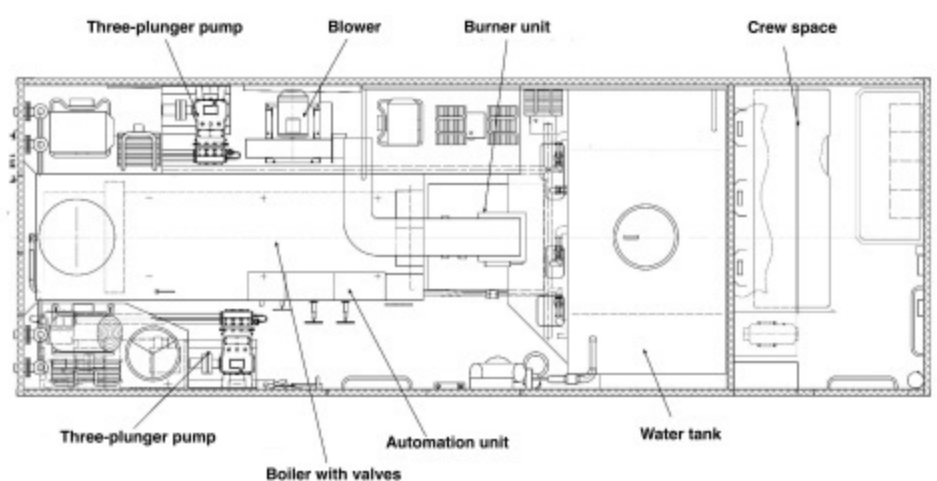 Three-plunger pump
Blower
Burner unit
Crew space
Three-plunger pump
Automation unit
Water tank
Boiler with valves